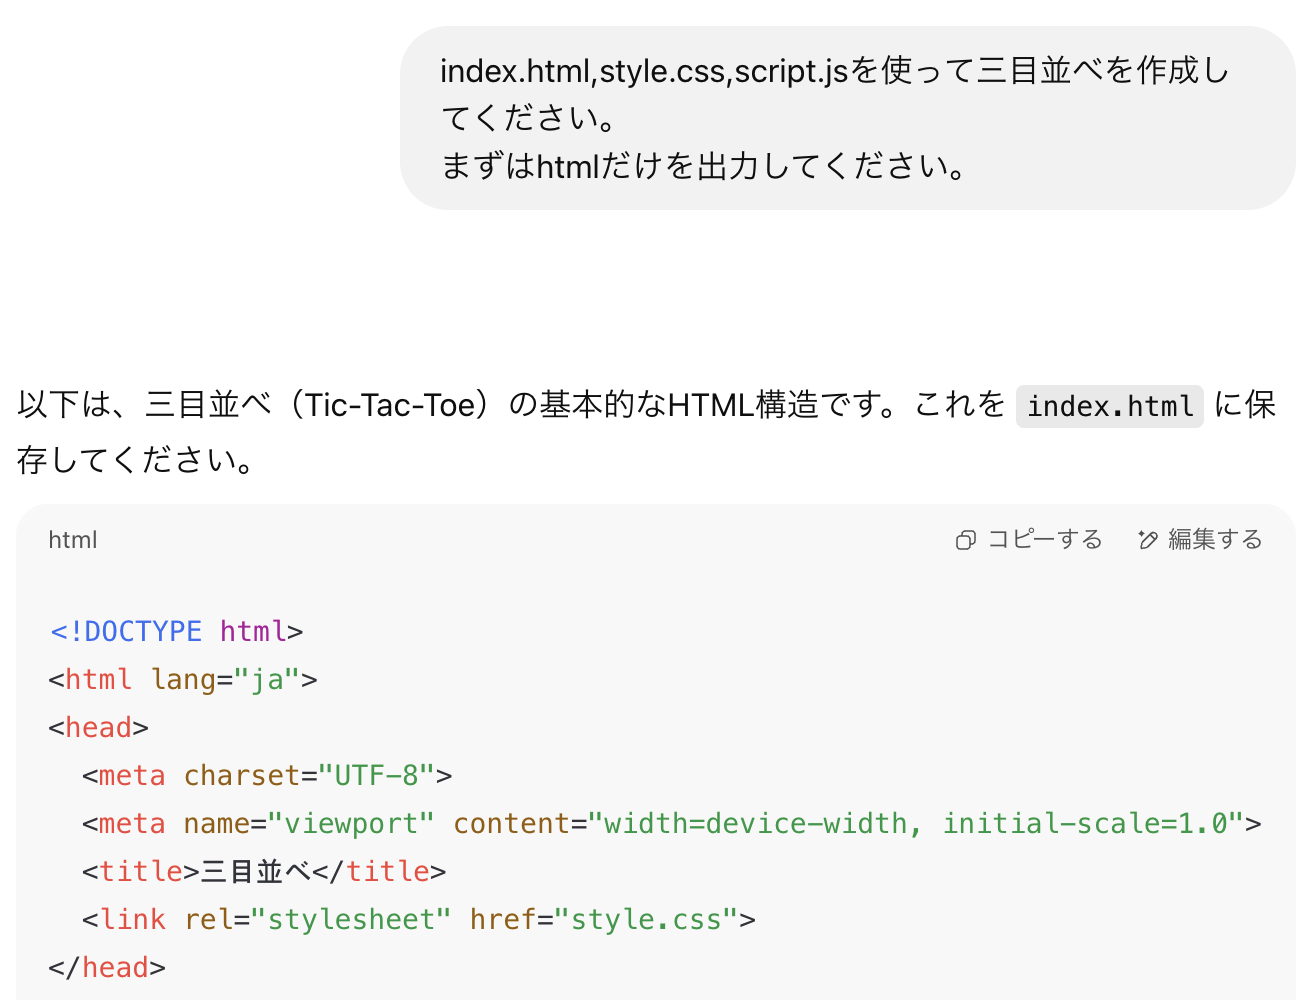 index.html,style.css,script.jsを使って三目並べを作成し
てください。
まずはhtmlだけを出力してください。
以下は、三目並べ（Tic-Tac-Toe）の基本的なHTML構造です。これを index.html に保
存してください。
html コピーする 編集する
<!DOCTYPE html>
<html lang="ja">
<head>
  <meta charset="UTF-8">
  <meta name="viewport" content="width=device-width, initial-scale=1.0">
  <title>三目並べ</title>
  <link rel="stylesheet" href="style.css">
</head>